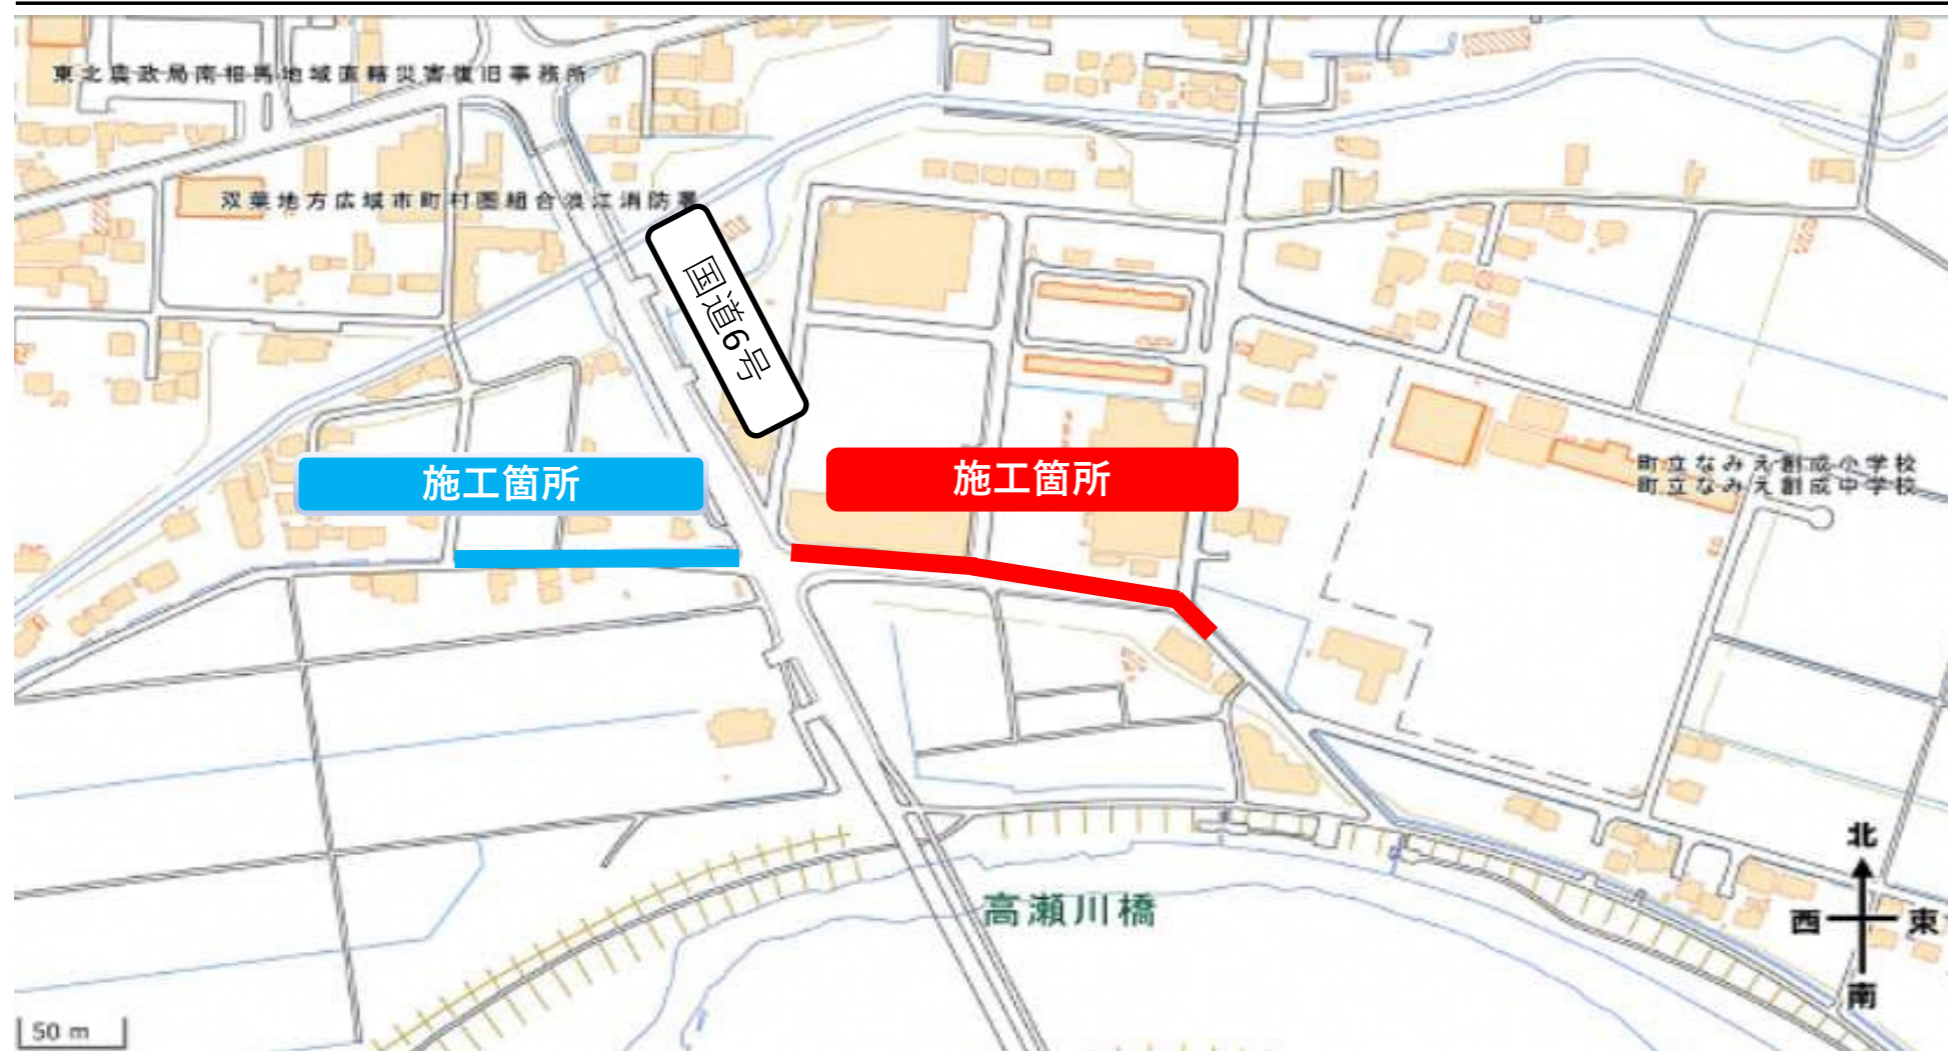 東北農政局南相馬地域直轄災害復旧事務所
双葉地方広域市町村圏組合浪江消防署
国道6号
施工箇所
施工箇所
町立なみえ創成小学校
町立なみえ創成中学校
高瀬川橋
北
西
東
南
50 m